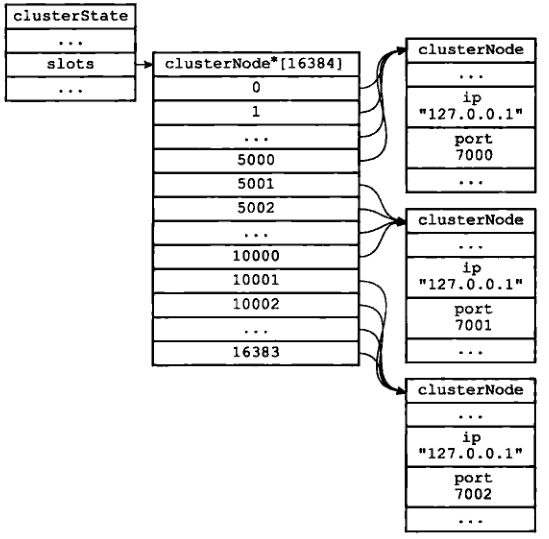 clusterState
...
slots
...
clusterNode*[16384]
0
1
...
5000
5001
5002
...
10000
10001
10002
...
16383
clusterNode
...
ip
"127.0.0.1"
port
7000
...
clusterNode
...
ip
"127.0.0.1"
port
7001
...
clusterNode
...
ip
"127.0.0.1"
port
7002
...